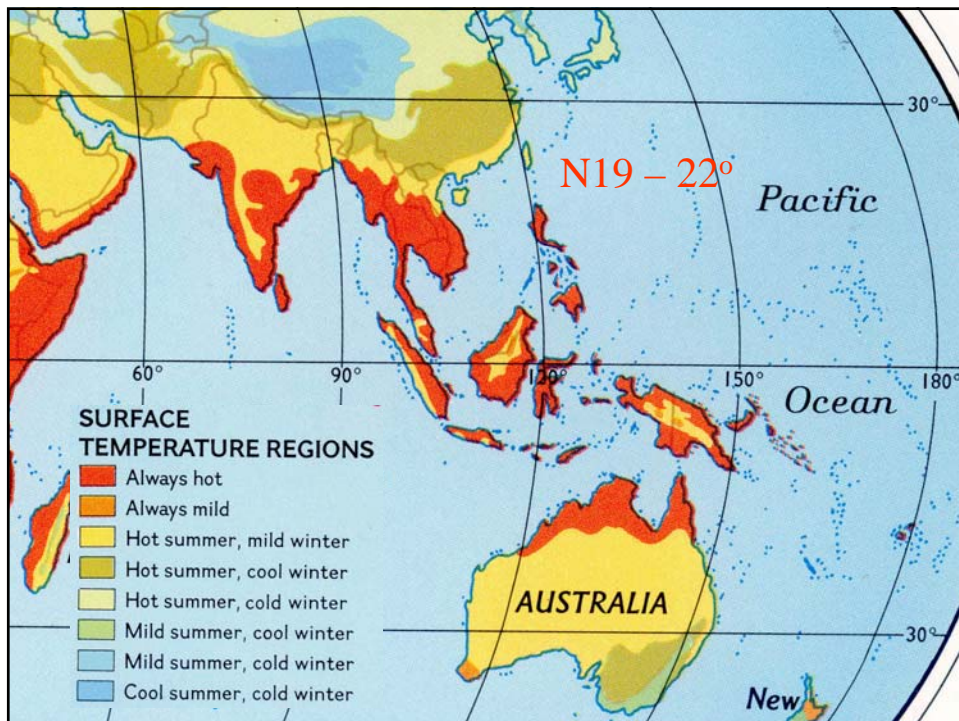 30°
N19 – 22°
Pacific
60°
90°
120°
150°
180°
Ocean
SURFACE
TEMPERATURE REGIONS
Always hot
Always mild
Hot summer, mild winter
Hot summer, cool winter
Hot summer, cold winter
Mild summer, cool winter
Mild summer, cold winter
Cool summer, cold winter
AUSTRALIA
30°
New